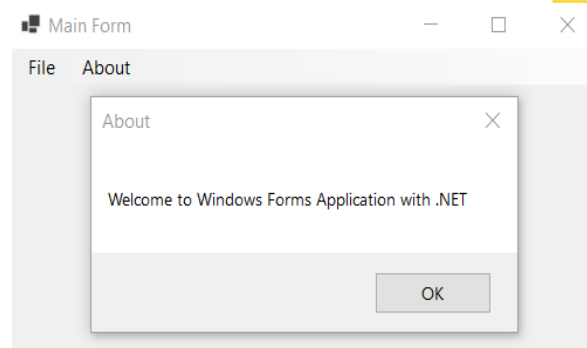 Main Form
File About
About
Welcome to Windows Forms Application with .NET
OK